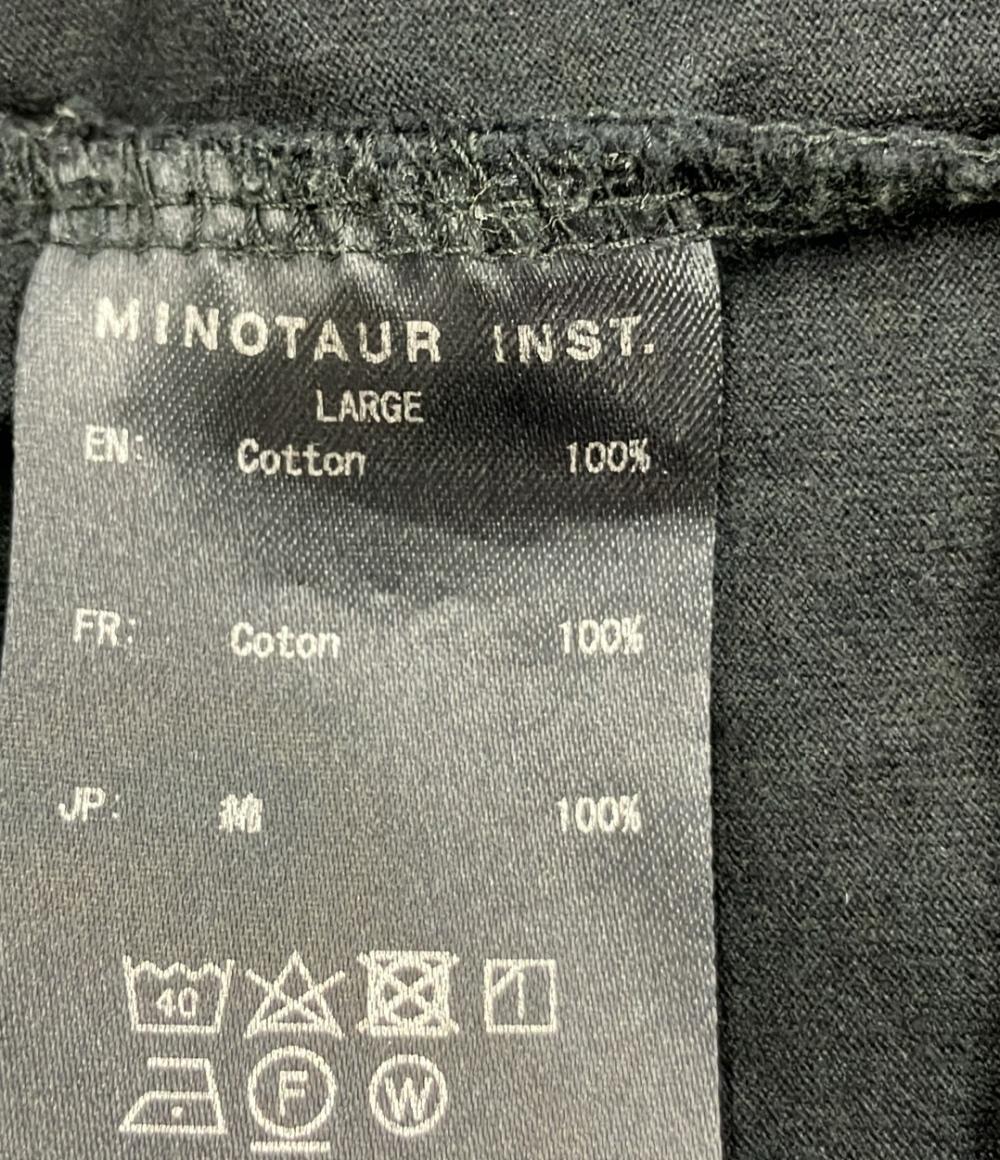 MINOTAUR INST.
LARGE
EN: Cotton 100%
FR: Coton 100%
JP: 綿 100%
40
F
W